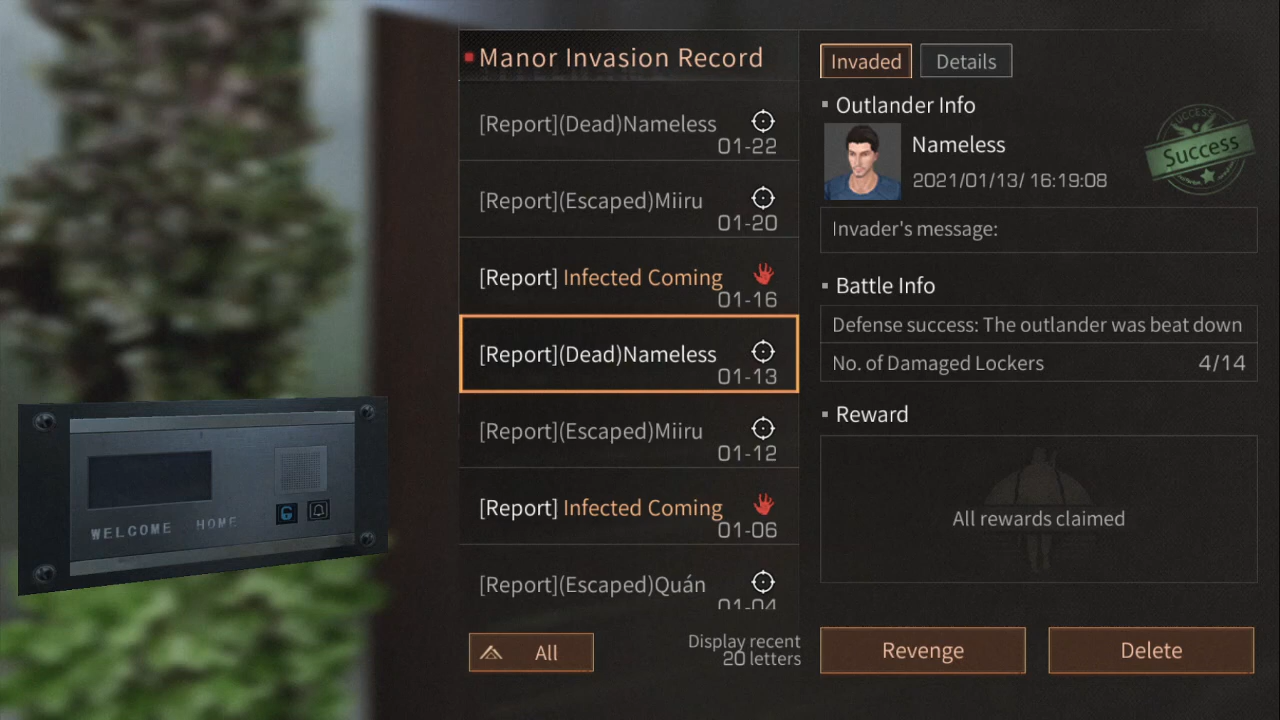 Manor Invasion Record
[Report](Dead)Nameless
01-22
[Report](Escaped)Miiru
01-20
[Report] Infected Coming
01-16
[Report](Dead)Nameless
01-13
[Report](Escaped)Miiru
01-12
[Report] Infected Coming
01-06
[Report](Escaped)Quán
01-04
All
Display recent
20 letters
Invaded
Details
Outlander Info
Nameless
2021/01/13/ 16:19:08
SUCCESS
Success
Invader's message:
Battle Info
Defense success: The outlander was beat down
No. of Damaged Lockers 4/14
Reward
All rewards claimed
Revenge
Delete
WELCOME HOME